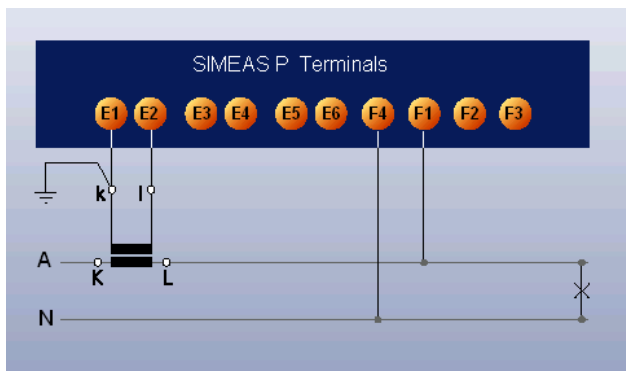 SIMEAS P Terminals
E1 E2 E3 E4 E5 E6 F4 F1 F2 F3
k l
A
K L
N